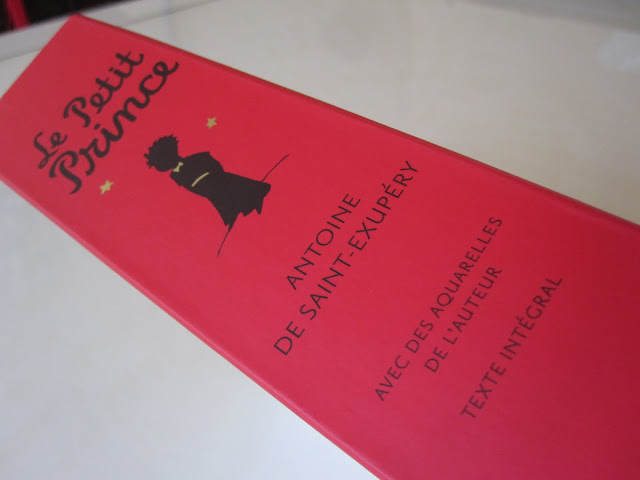 Le Petit
Prince
ANTOINE
DE SAINT-EXUPÉRY
AVEC DES AQUARELLES
DE L'AUTEUR
TEXTE INTÉGRAL